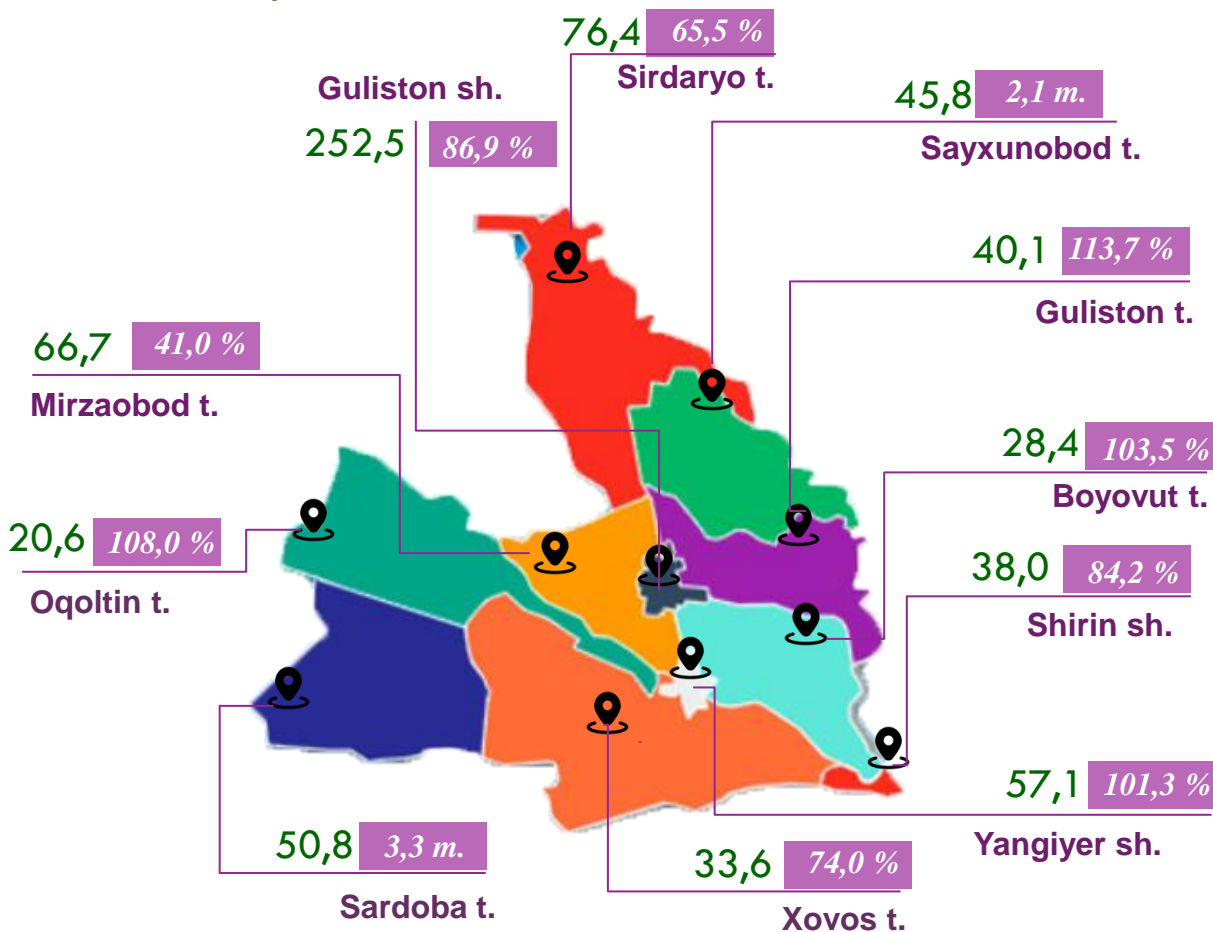 76,4 65,5 %
Sirdaryo t.
Guliston sh.
252,5 86,9 %
45,8 2,1 m.
Sayxunobod t.
40,1 113,7 %
Guliston t.
66,7 41,0 %
Mirzaobod t.
28,4 103,5 %
Boyovut t.
20,6 108,0 %
Oqoltin t.
38,0 84,2 %
Shirin sh.
57,1 101,3 %
Yangiyer sh.
50,8 3,3 m.
Sardoba t.
33,6 74,0 %
Xovos t.